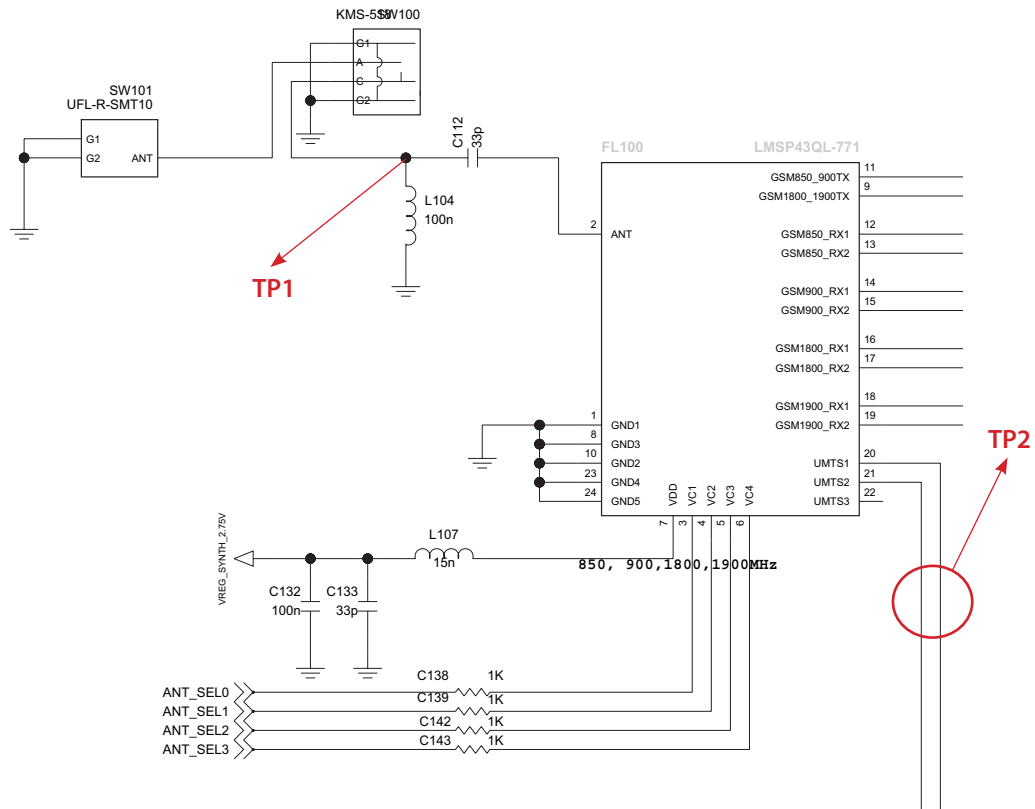 KMS-518 SW100
G1
A
C
G2
SW101
UFL-R-SMT10
G1
G2
ANT
C112
33p
L104
100n
TP1
FL100
LMSP43QL-771
2
ANT
GSM850_900TX
11
GSM1800_1900TX
9
GSM850_RX1
12
GSM850_RX2
13
GSM900_RX1
14
GSM900_RX2
15
GSM1800_RX1
16
GSM1800_RX2
17
GSM1900_RX1
18
GSM1900_RX2
19
UMTS1
20
UMTS2
21
UMTS3
22
TP2
1
GND1
8
GND3
10
GND2
23
GND4
24
GND5
VDD
VC1
VC2
VC3
VC4
7
3
4
5
6
850, 900,1800,1900MHz
VREG_SYNTH_2.75V
L107
15n
C132
100n
C133
33p
ANT_SEL0
C138
1K
ANT_SEL1
C139
1K
ANT_SEL2
C142
1K
ANT_SEL3
C143
1K